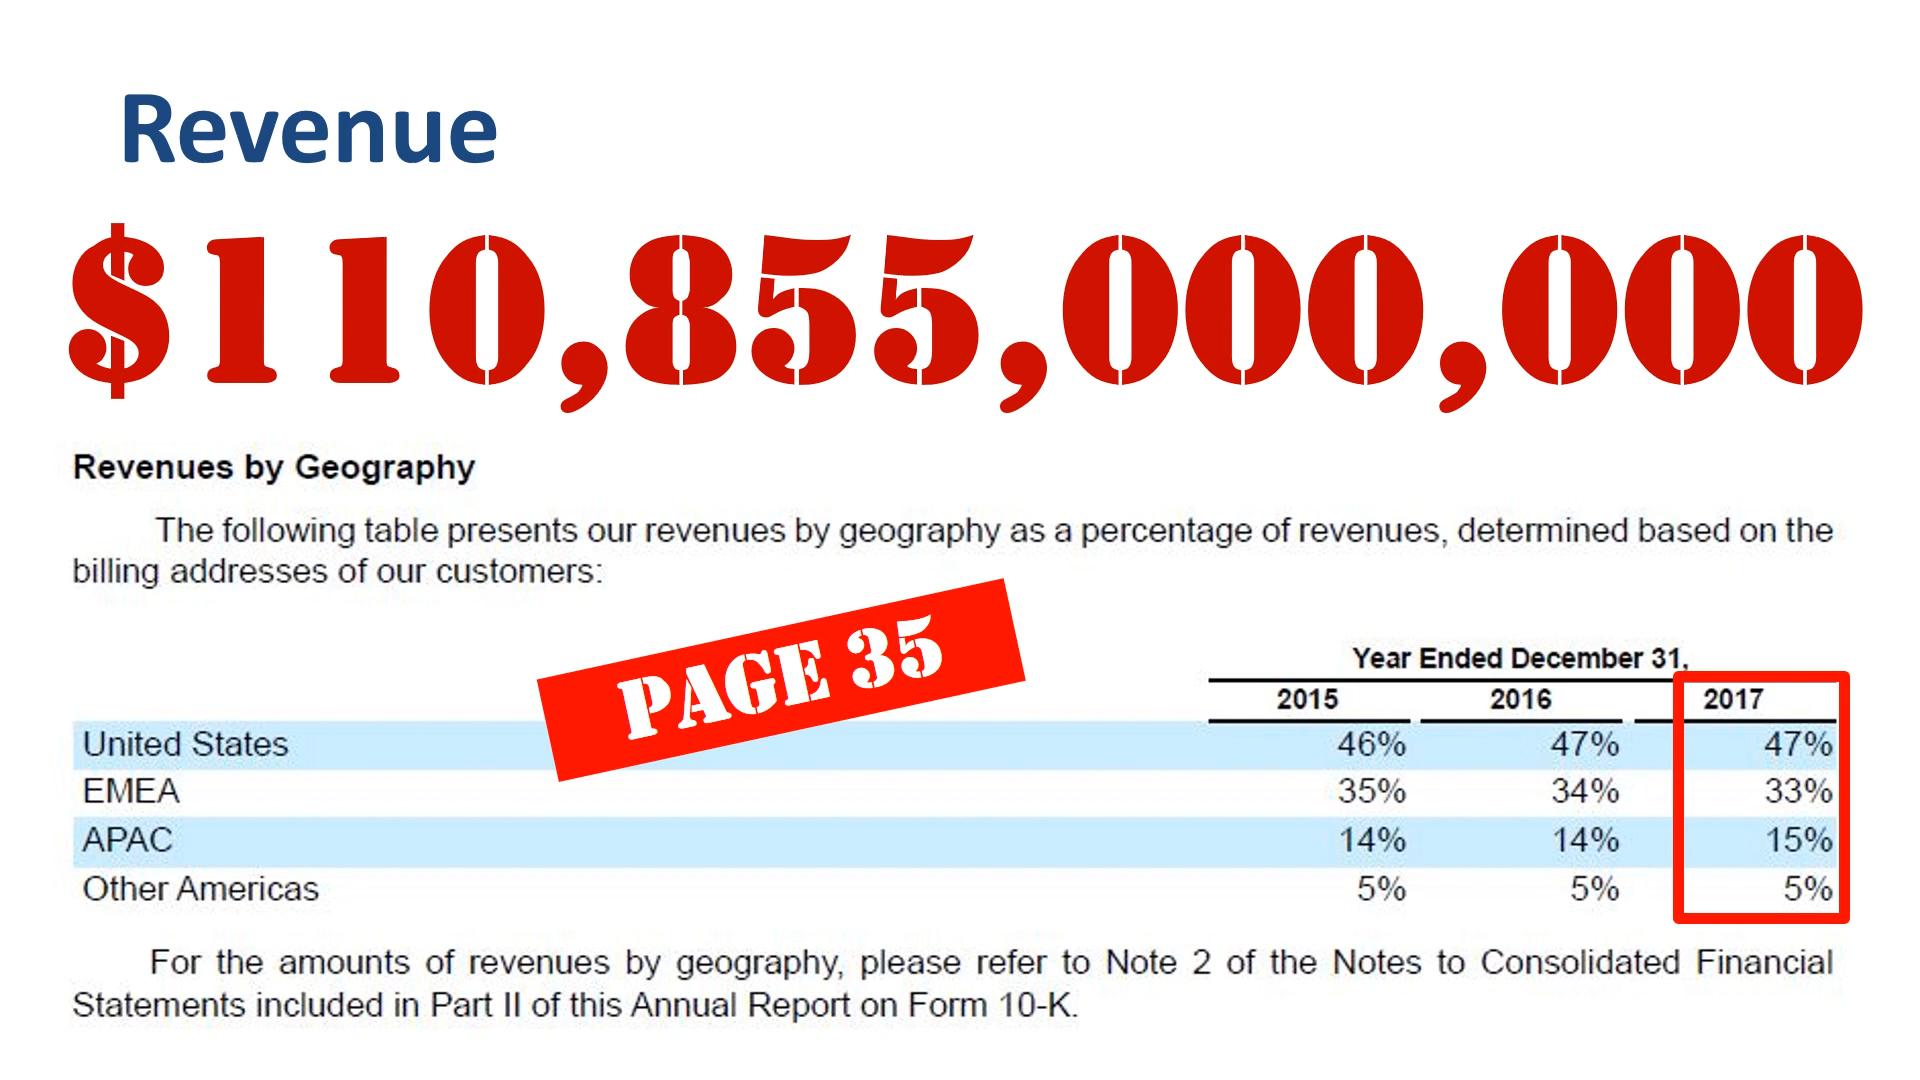 Revenue
$110,855,000,000
Revenues by Geography
The following table presents our revenues by geography as a percentage of revenues, determined based on the
billing addresses of our customers:
PAGE 35
Year Ended December 31,
2015 2016 2017
United States 46% 47% 47%
EMEA 35% 34% 33%
APAC 14% 14% 15%
Other Americas 5% 5% 5%
For the amounts of revenues by geography, please refer to Note 2 of the Notes to Consolidated Financial
Statements included in Part II of this Annual Report on Form 10-K.